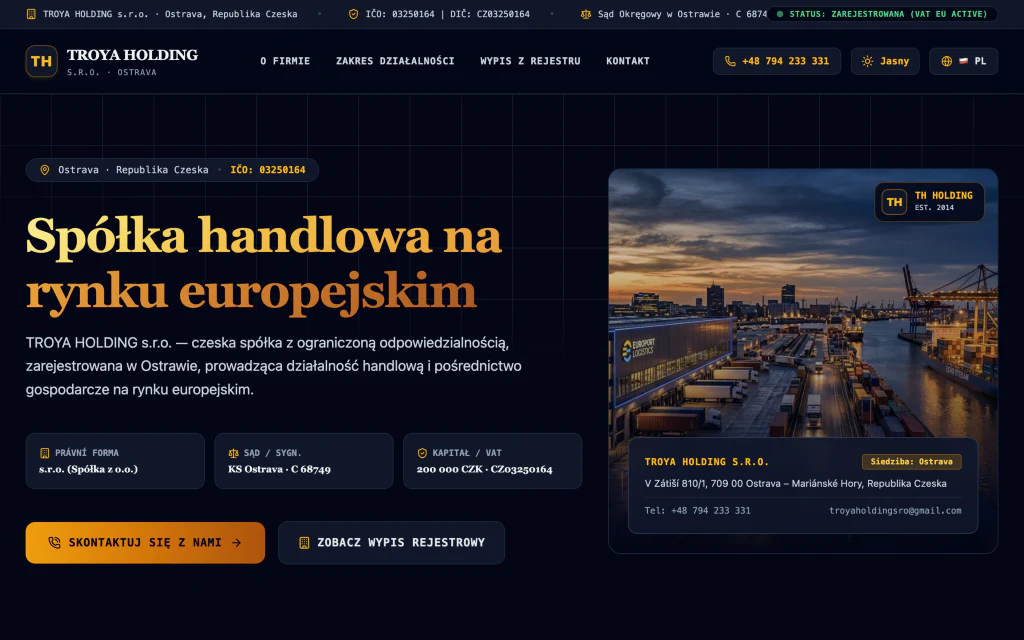 TROYA HOLDING s.r.o. · Ostrava, Republika Czeska
IČO: 03250164 | DIČ: CZ03250164
Sąd Okręgowy w Ostrawie · C 6874
STATUS: ZAREJESTROWANA (VAT EU ACTIVE)
TH
TROYA HOLDING
S.R.O. · OSTRAVA
O FIRMIE
ZAKRES DZIAŁALNOŚCI
WYPIS Z REJESTRU
KONTAKT
+48 794 233 331
Jasny
PL
Ostrava · Republika Czeska · IČO: 03250164
Spółka handlowa na
rynku europejskim
TROYA HOLDING s.r.o. — czeska spółka z ograniczoną odpowiedzialnością,
zarejestrowana w Ostrawie, prowadząca działalność handlową i pośrednictwo
gospodarcze na rynku europejskim.
PRÁVNÍ FORMA
s.r.o. (Spółka z o.o.)
SĄD / SYGN.
KS Ostrava · C 68749
KAPITAŁ / VAT
200 000 CZK · CZ03250164
SKONTAKTUJ SIĘ Z NAMI →
ZOBACZ WYPIS REJESTROWY
TH
TH HOLDING
EST. 2014
EUROPORT
LOGISTICS
TROYA HOLDING S.R.O.
Siedziba: Ostrava
V Zátiší 810/1, 709 00 Ostrava – Mariánské Hory, Republika Czeska
Tel: +48 794 233 331
troyaholdingsro@gmail.com